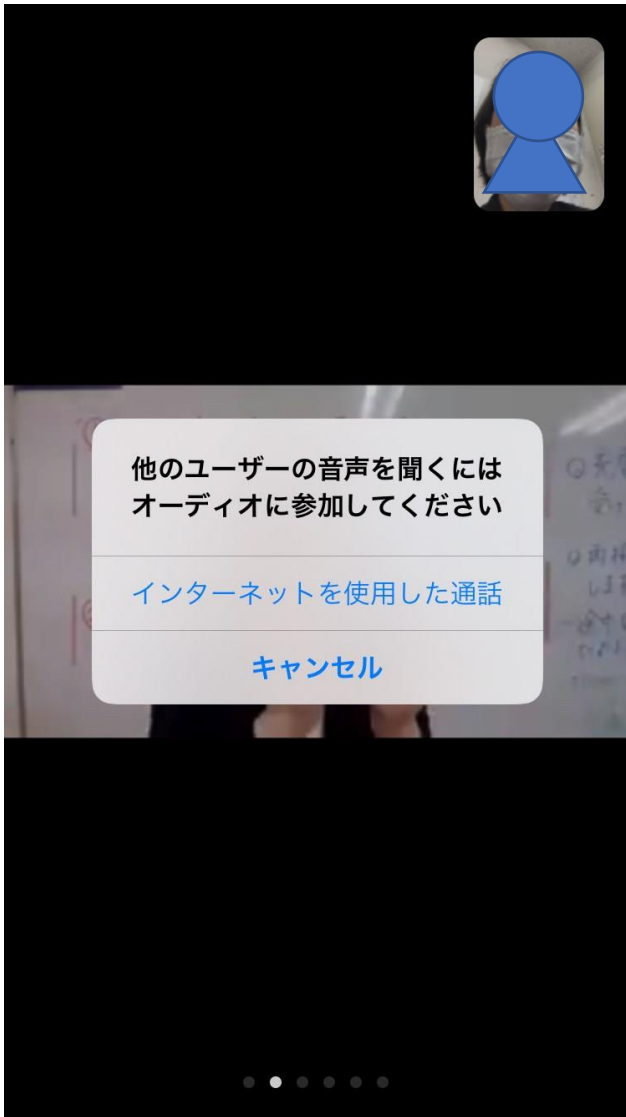 他のユーザーの音声を聞くには
オーディオに参加してください
インターネットを使用した通話
キャンセル